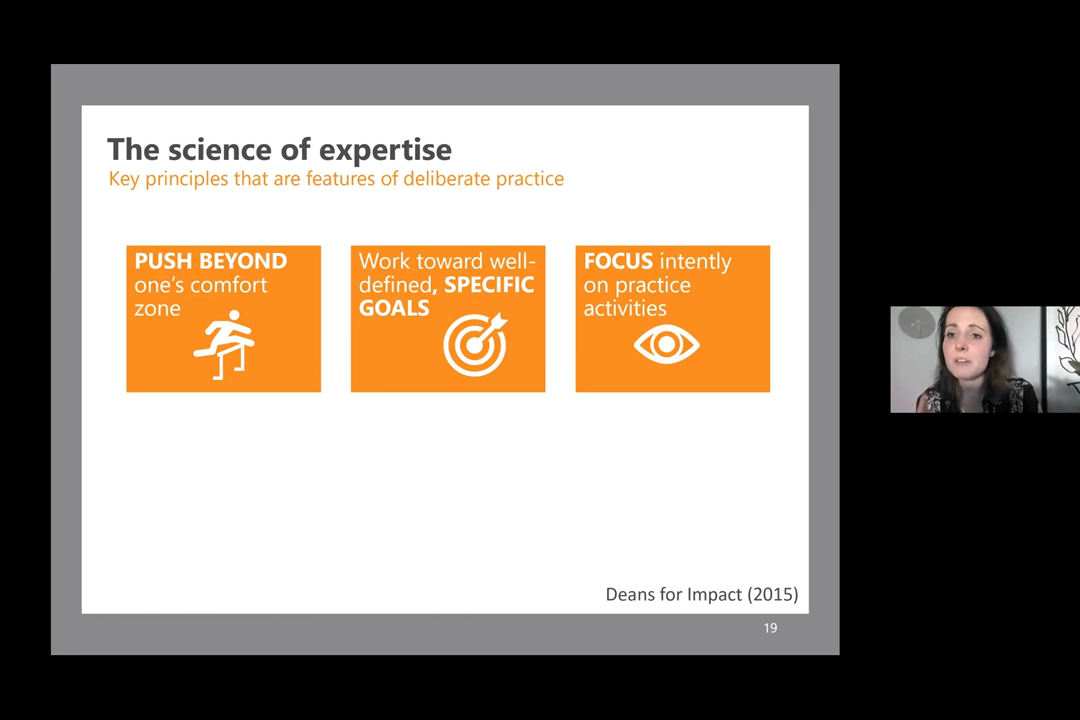 The science of expertise
Key principles that are features of deliberate practice
PUSH BEYOND
one's comfort
zone
Work toward well-
defined, SPECIFIC
GOALS
FOCUS intently
on practice
activities
Deans for Impact (2015)
19